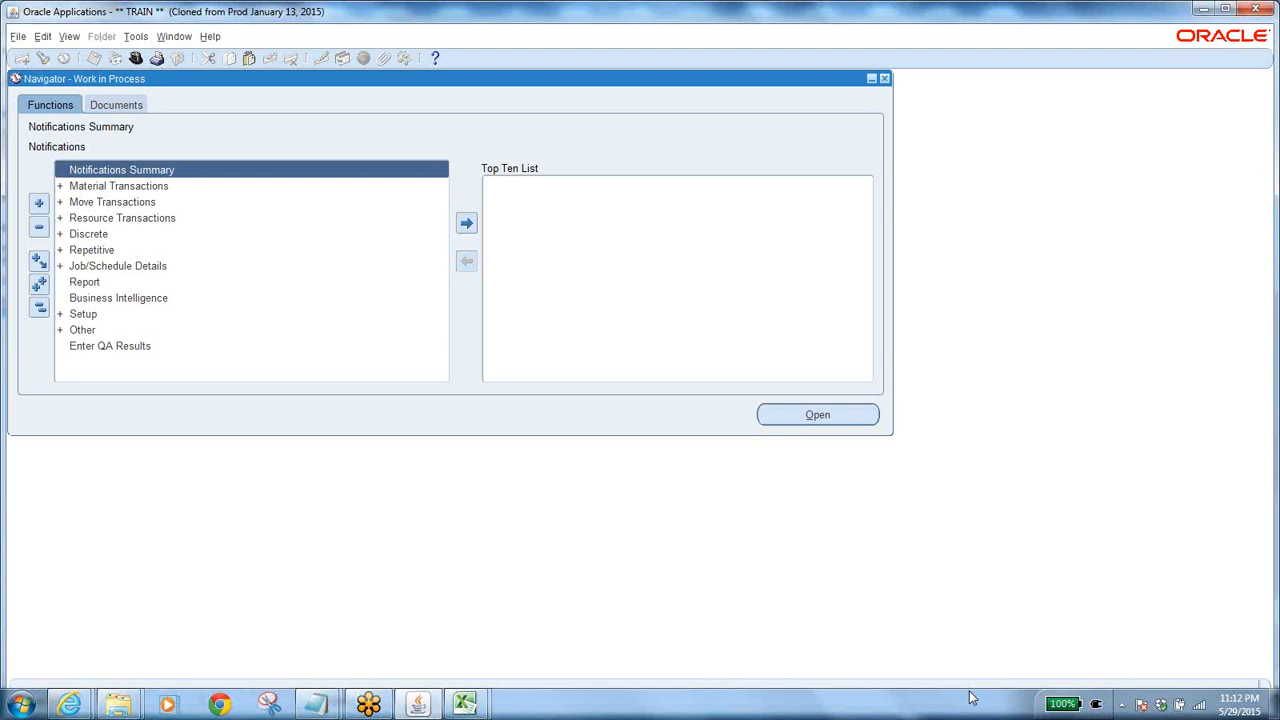 Oracle Applications - ** TRAIN ** (Cloned from Prod January 13, 2015)
File Edit View Folder Tools Window Help
ORACLE
Navigator - Work in Process
Functions Documents
Notifications Summary
Notifications
Top Ten List
Notifications Summary
+ Material Transactions
+ Move Transactions
+ Resource Transactions
+ Discrete
+ Repetitive
+ Job/Schedule Details
Report
Business Intelligence
+ Setup
+ Other
Enter QA Results
Open
100%
11:12 PM
5/29/2015